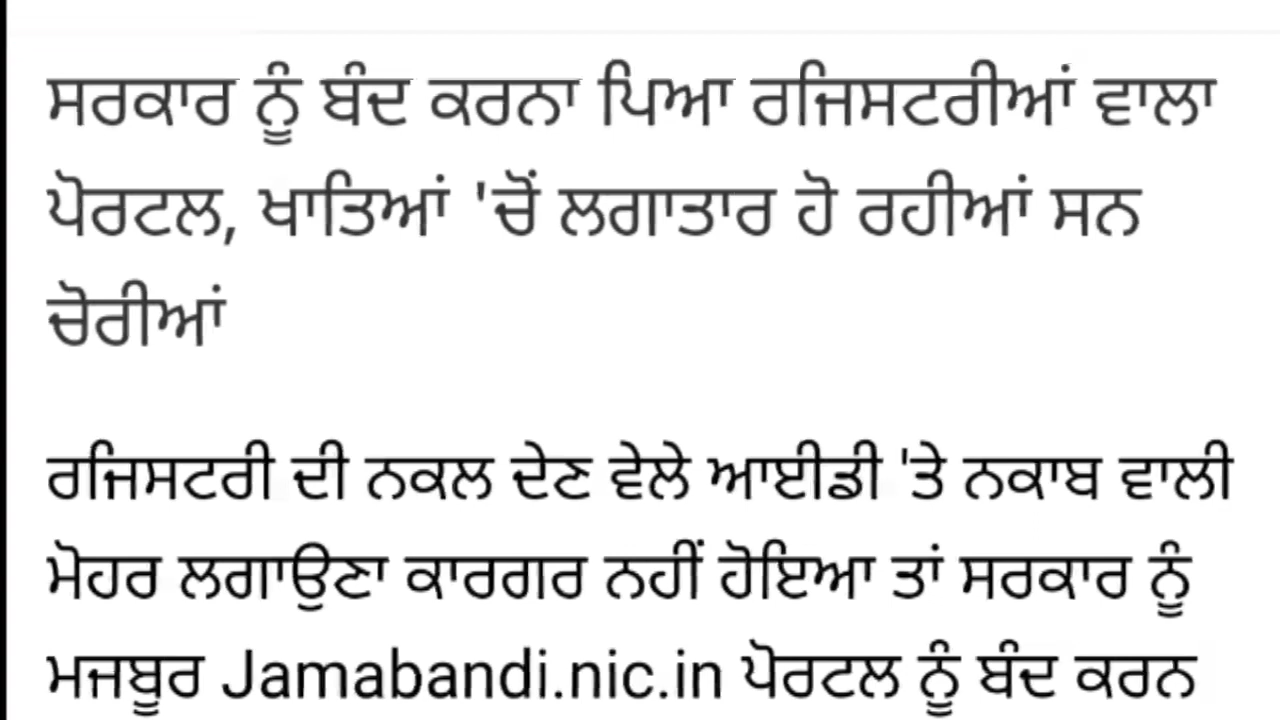 ਸਰਕਾਰ ਨੂੰ ਬੰਦ ਕਰਨਾ ਪਿਆ ਰਜਿਸਟਰੀਆਂ ਵਾਲਾ
ਪੋਰਟਲ, ਖਾਤਿਆਂ 'ਚੋਂ ਲਗਾਤਾਰ ਹੋ ਰਹੀਆਂ ਸਨ
ਚੋਰੀਆਂ
ਰਜਿਸਟਰੀ ਦੀ ਨਕਲ ਦੇਣ ਵੇਲੇ ਆਈਡੀ 'ਤੇ ਨਕਾਬ ਵਾਲੀ
ਮੋਹਰ ਲਗਾਉਣਾ ਕਾਰਗਰ ਨਹੀਂ ਹੋਇਆ ਤਾਂ ਸਰਕਾਰ ਨੂੰ
ਮਜਬੂਰ Jamabandi.nic.in ਪੋਰਟਲ ਨੂੰ ਬੰਦ ਕਰਨ